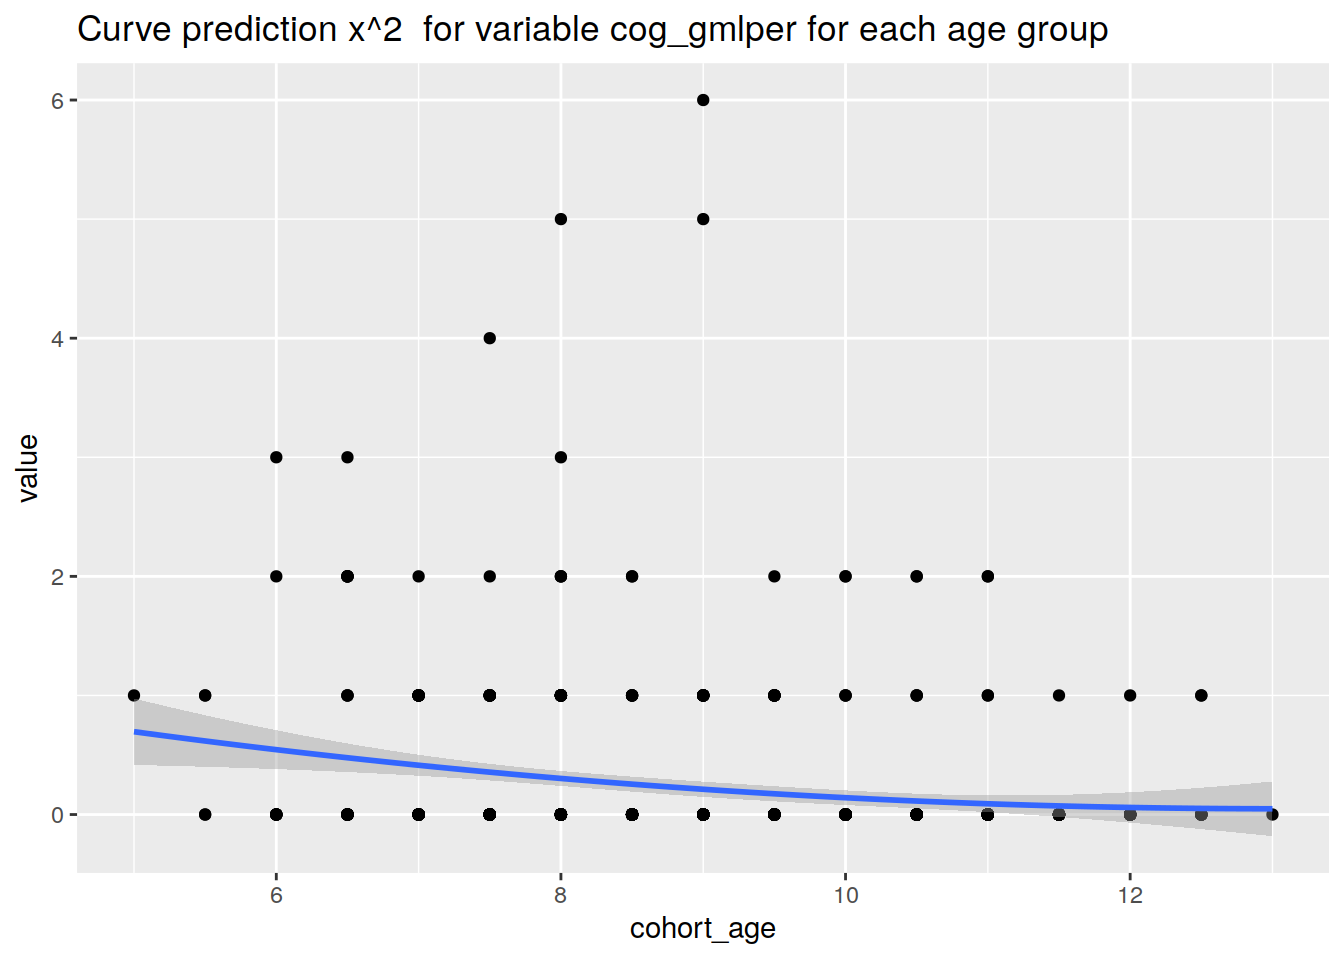 Curve prediction x^2  for variable cog_gmlper for each age group
6
4
2
0
value
6
8
10
12
cohort_age